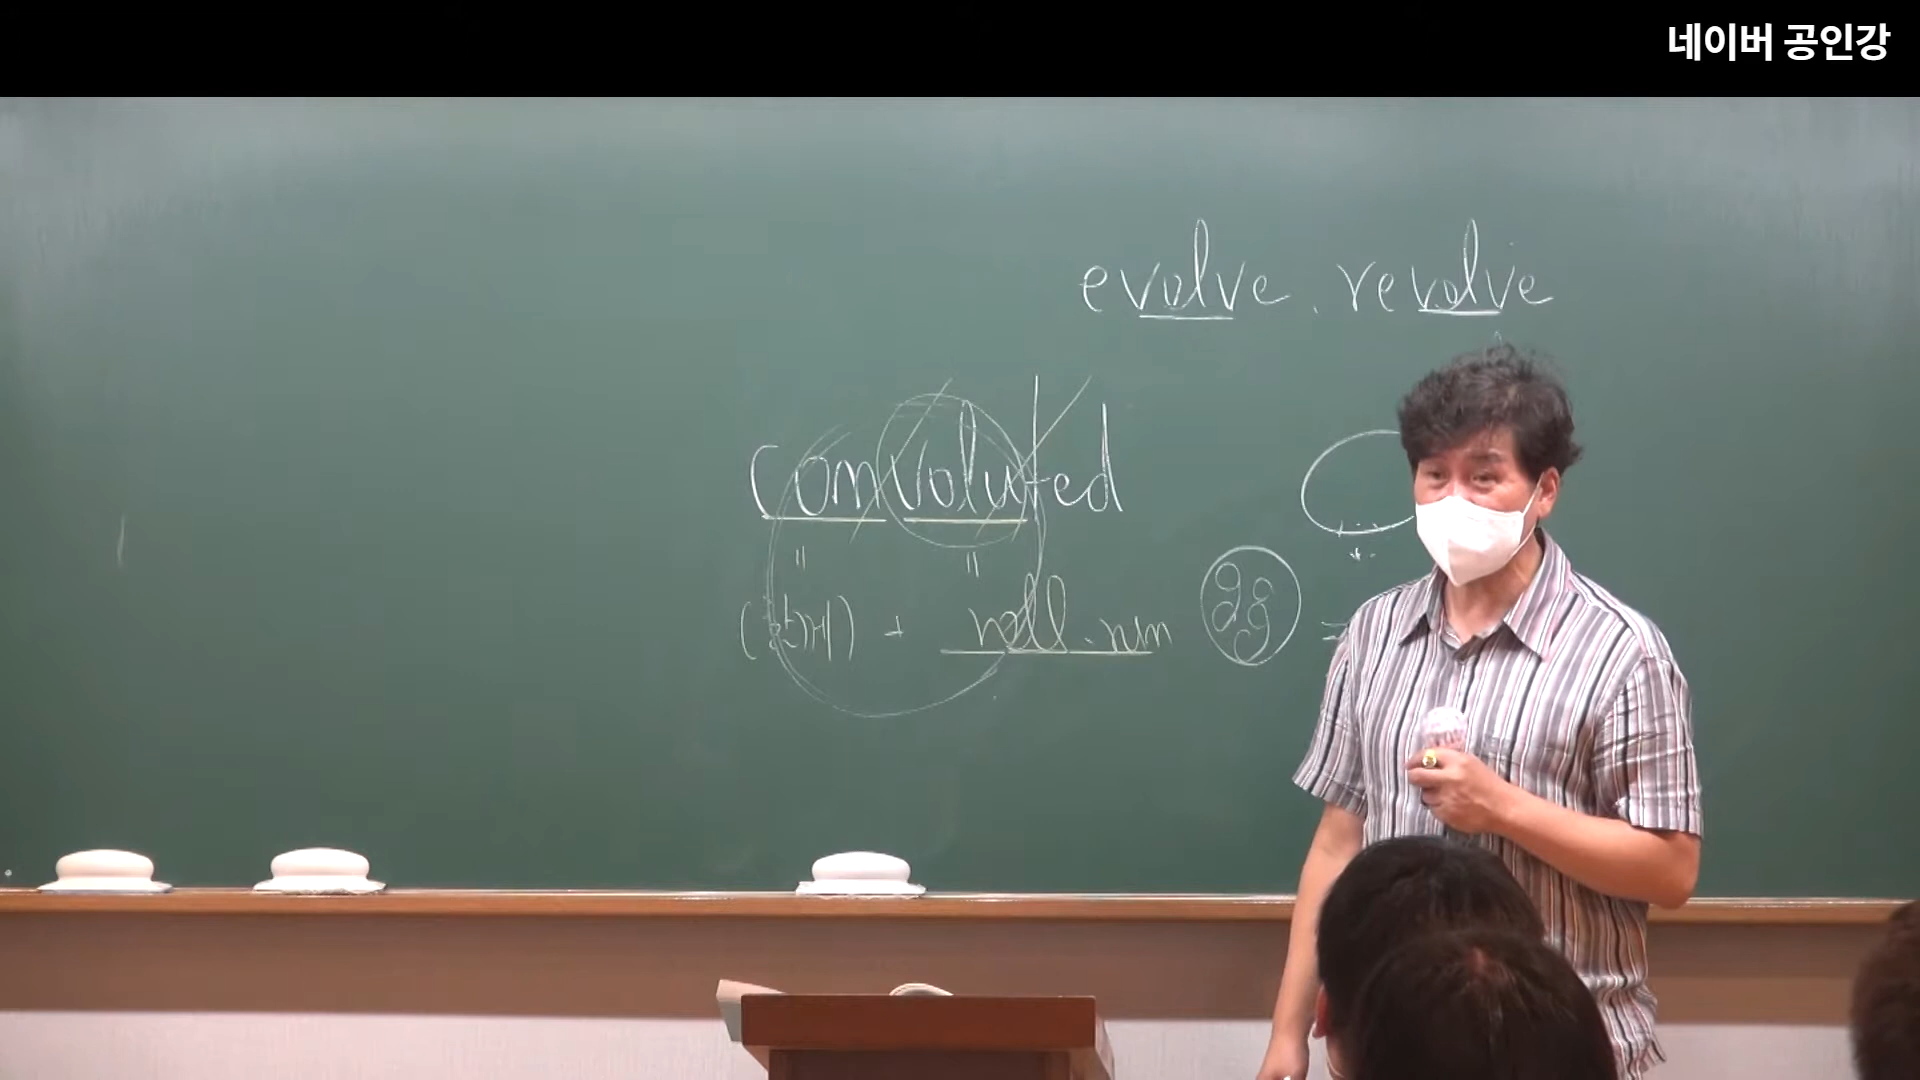 네이버 공인강
evolve, revolve
convoluted
" "
(함께) + roll. run